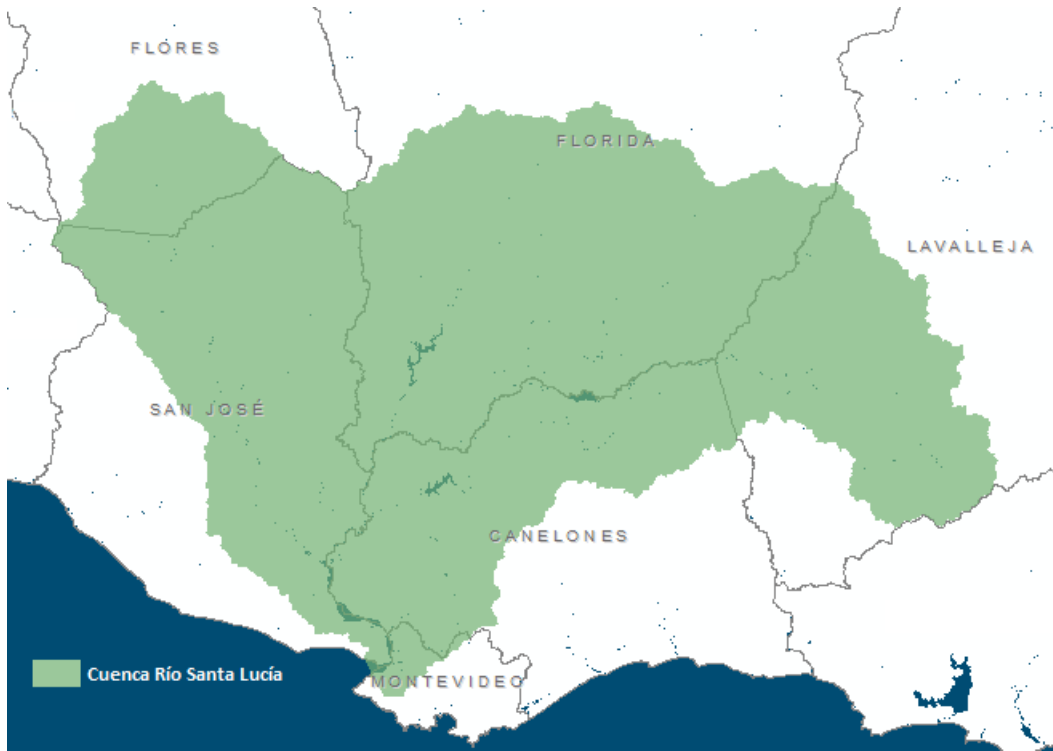 FLORES
FLORIDA
LAVALLEJA
SAN JOSÉ
CANELONES
MONTEVIDEO
Cuenca Río Santa Lucía